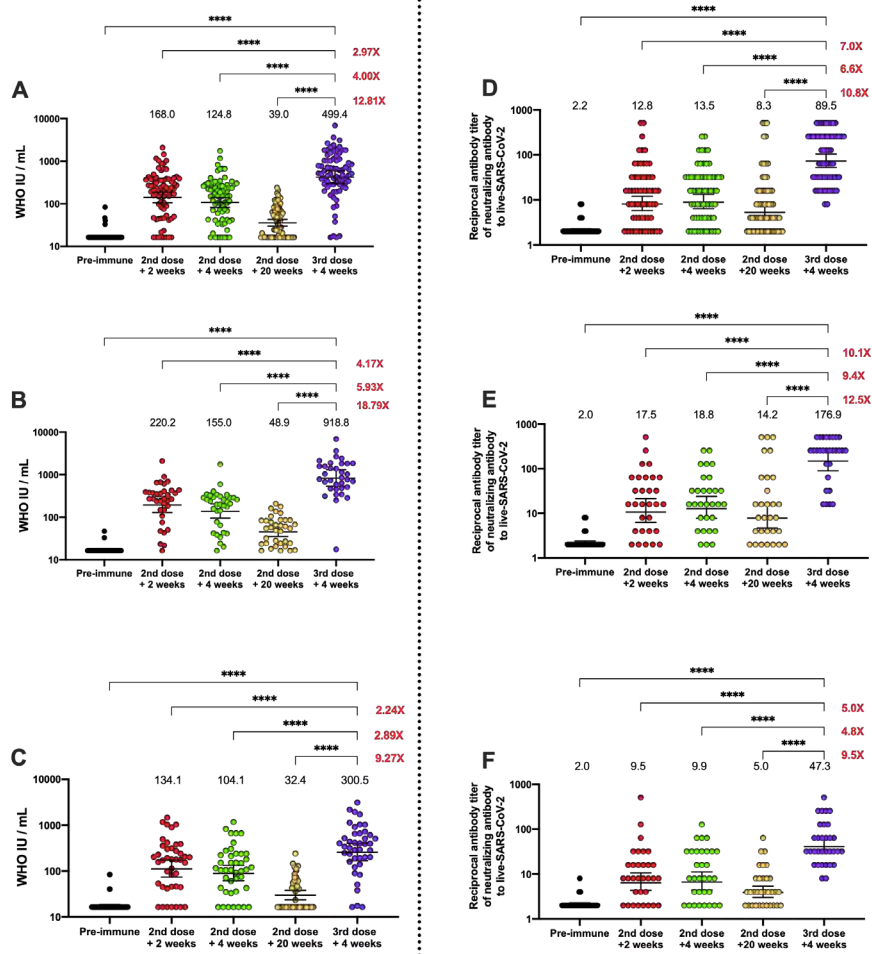 ****
****
2.97X
****
4.00X
****
12.81X
A
168.0
124.8
39.0
499.4
WHO IU / mL
10000
1000
100
10
Pre-immune
2nd dose
+ 2 weeks
2nd dose
+ 4 weeks
2nd dose
+ 20 weeks
3rd dose
+ 4 weeks
****
****
4.17X
****
5.93X
****
18.79X
B
220.2
155.0
48.9
918.8
WHO IU / mL
10000
1000
100
10
Pre-immune
2nd dose
+ 2 weeks
2nd dose
+ 4 weeks
2nd dose
+ 20 weeks
3rd dose
+ 4 weeks
****
****
2.24X
****
2.89X
****
9.27X
C
134.1
104.1
32.4
300.5
WHO IU / mL
10000
1000
100
10
Pre-immune
2nd dose
+ 2 weeks
2nd dose
+ 4 weeks
2nd dose
+ 20 weeks
3rd dose
+ 4 weeks
****
****
7.0X
****
6.6X
****
10.8X
D
2.2
12.8
13.5
8.3
89.5
Reciprocal antibody titer
of neutralizing antibody
to live-SARS-CoV-2
1000
100
10
1
Pre-immune
2nd dose
+2 weeks
2nd dose
+4 weeks
2nd dose
+20 weeks
3rd dose
+4 weeks
****
****
10.1X
****
9.4X
****
12.5X
E
2.0
17.5
18.8
14.2
176.9
Reciprocal antibody titer
of neutralizing antibody
to live-SARS-CoV-2
1000
100
10
1
Pre-immune
2nd dose
+2 weeks
2nd dose
+4 weeks
2nd dose
+20 weeks
3rd dose
+4 weeks
****
****
5.0X
****
4.8X
****
9.5X
F
2.0
9.5
9.9
5.0
47.3
Reciprocal antibody titer
of neutralizing antibody
to live-SARS-CoV-2
1000
100
10
1
Pre-immune
2nd dose
+2 weeks
2nd dose
+4 weeks
2nd dose
+20 weeks
3rd dose
+4 weeks